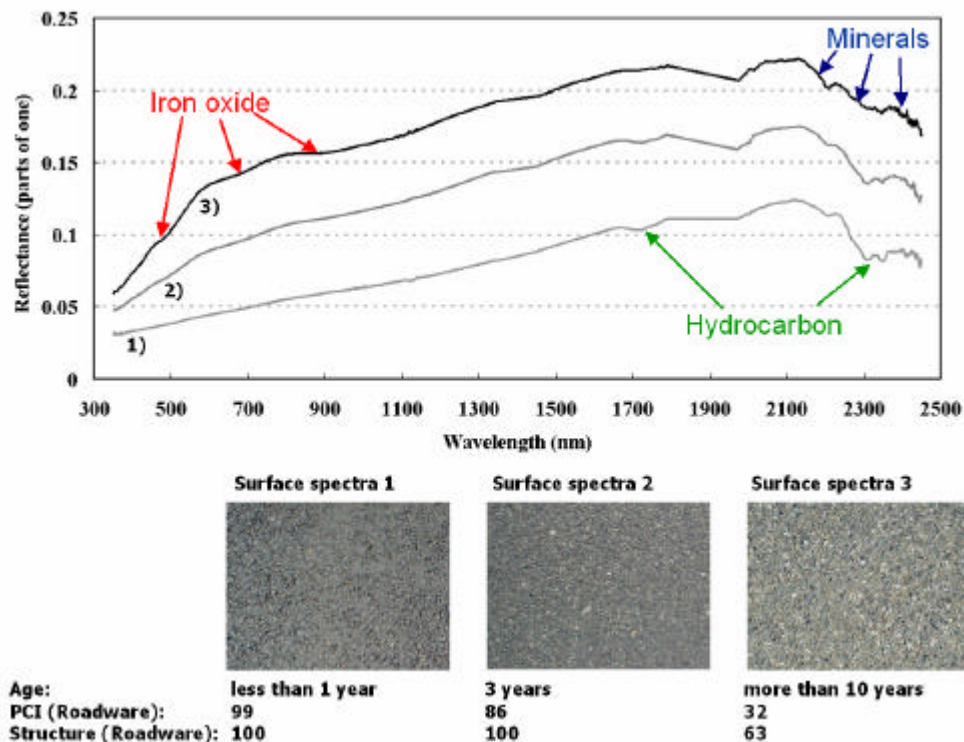 0.25
0.2
0.15
0.1
0.05
0
Reflectance (parts of one)
Iron oxide
Minerals
Hydrocarbon
3)
2)
1)
300 500 700 900 1100 1300 1500 1700 1900 2100 2300 2500
Wavelength (nm)
Surface spectra 1 Surface spectra 2 Surface spectra 3
Age: less than 1 year 3 years more than 10 years
PCI (Roadware): 99 86 32
Structure (Roadware): 100 100 63